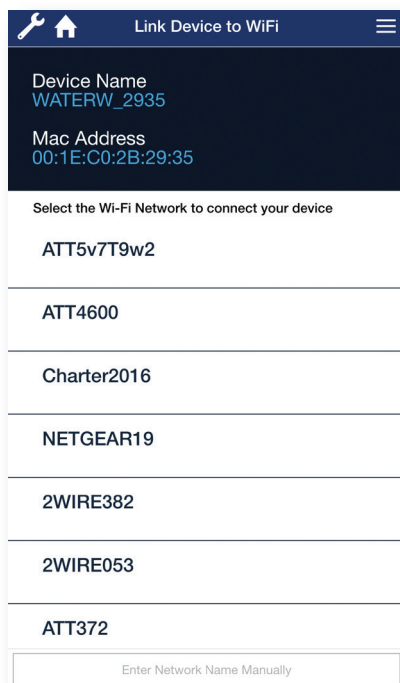 Link Device to WiFi
Device Name
WATERW_2935
Mac Address
00:1E:C0:2B:29:35
Select the Wi-Fi Network to connect your device
ATT5v7T9w2
ATT4600
Charter2016
NETGEAR19
2WIRE382
2WIRE053
ATT372
Enter Network Name Manually